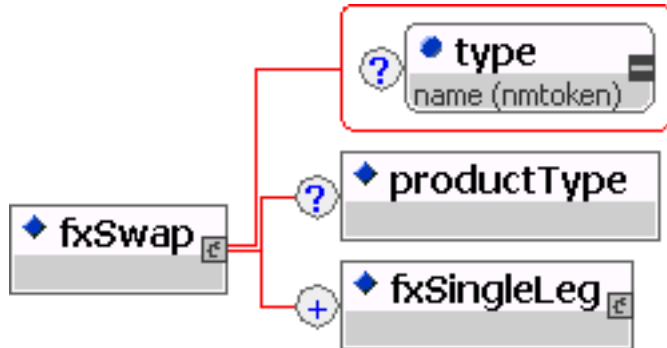 ? type
name (nmtoken)
? productType
fxSwap
+ fxSingleLeg